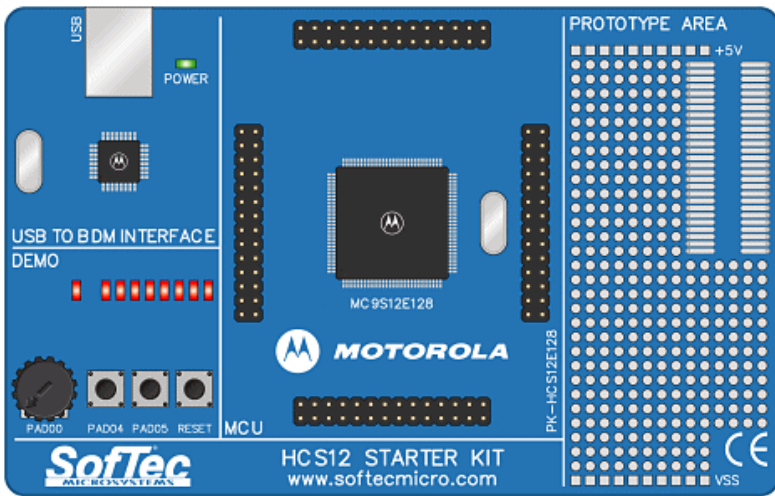 USB
POWER
USB TO BDM INTERFACE
DEMO
PAD00
PAD04
PAD05
RESET
MC9S12E128
MOTOROLA
MCU
PK-HCS12E128
PROTOTYPE AREA
+5V
VSS
CE
SofTec
MICROSYSTEMS
HCS12 STARTER KIT
www.softecmicro.com